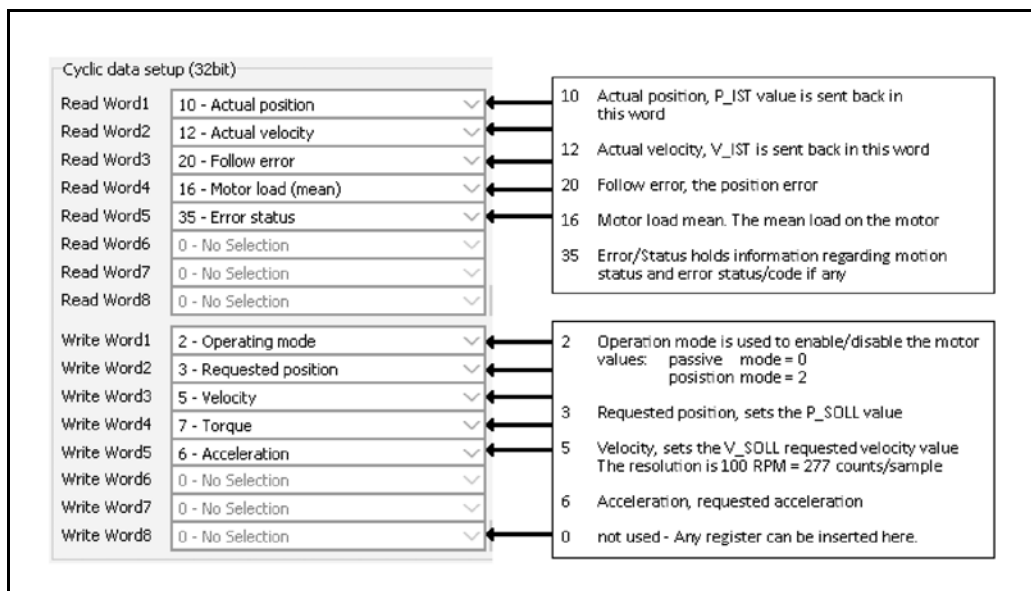 Cyclic data setup (32bit)
Read Word1 10 - Actual position
Read Word2 12 - Actual velocity
Read Word3 20 - Follow error
Read Word4 16 - Motor load (mean)
Read Word5 35 - Error status
Read Word6 0 - No Selection
Read Word7 0 - No Selection
Read Word8 0 - No Selection
Write Word1 2 - Operating mode
Write Word2 3 - Requested position
Write Word3 5 - Velocity
Write Word4 7 - Torque
Write Word5 6 - Acceleration
Write Word6 0 - No Selection
Write Word7 0 - No Selection
Write Word8 0 - No Selection
10 Actual position, P_IST value is sent back in
this word
12 Actual velocity, V_IST is sent back in this word
20 Follow error, the position error
16 Motor load mean. The mean load on the motor
35 Error/Status holds information regarding motion
status and error status/code if any
2 Operation mode is used to enable/disable the motor
values: passive mode = 0
posistion mode = 2
3 Requested position, sets the P_SOLL value
5 Velocity, sets the V_SOLL requested velocity value
The resolution is 100 RPM = 277 counts/sample
6 Acceleration, requested acceleration
0 not used - Any register can be inserted here.